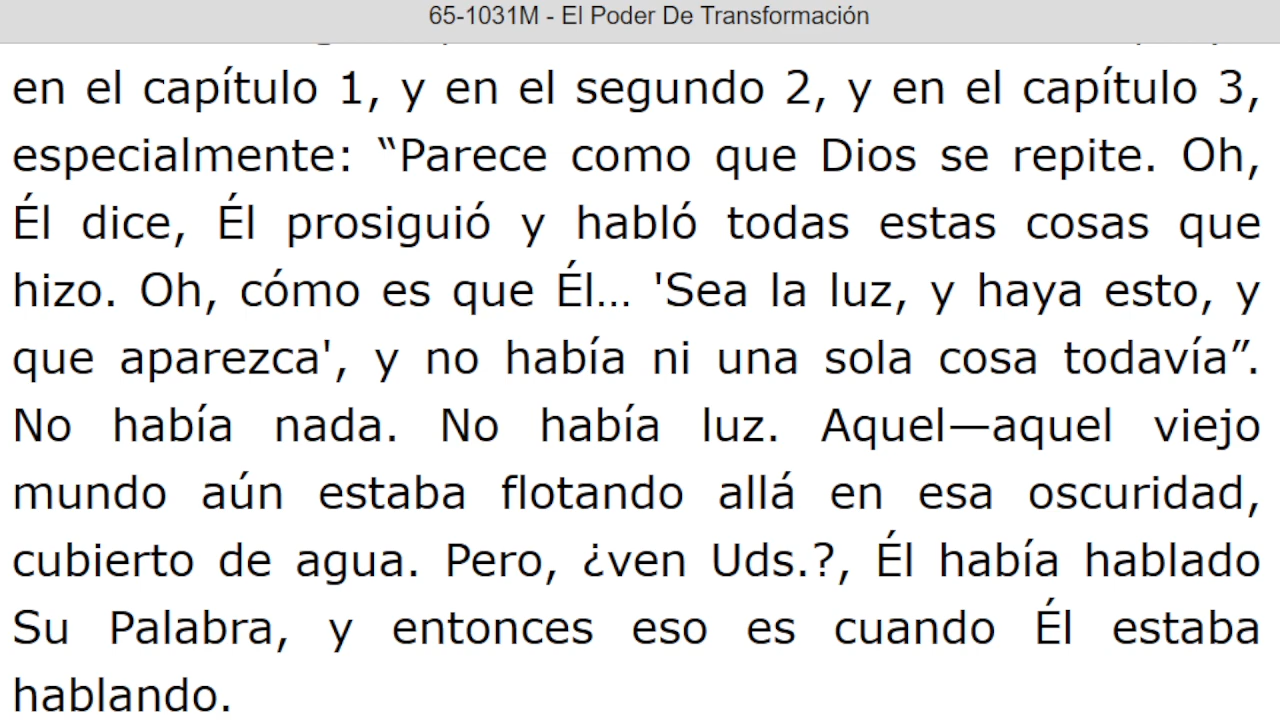 65-1031M - El Poder De Transformación
en el capítulo 1, y en el segundo 2, y en el capítulo 3,
especialmente: “Parece como que Dios se repite. Oh,
Él dice, Él prosiguió y habló todas estas cosas que
hizo. Oh, cómo es que Él... 'Sea la luz, y haya esto, y
que aparezca', y no había ni una sola cosa todavía”.
No había nada. No había luz. Aquel—aquel viejo
mundo aún estaba flotando allá en esa oscuridad,
cubierto de agua. Pero, ¿ven Uds.?, Él había hablado
Su Palabra, y entonces eso es cuando Él estaba
hablando.